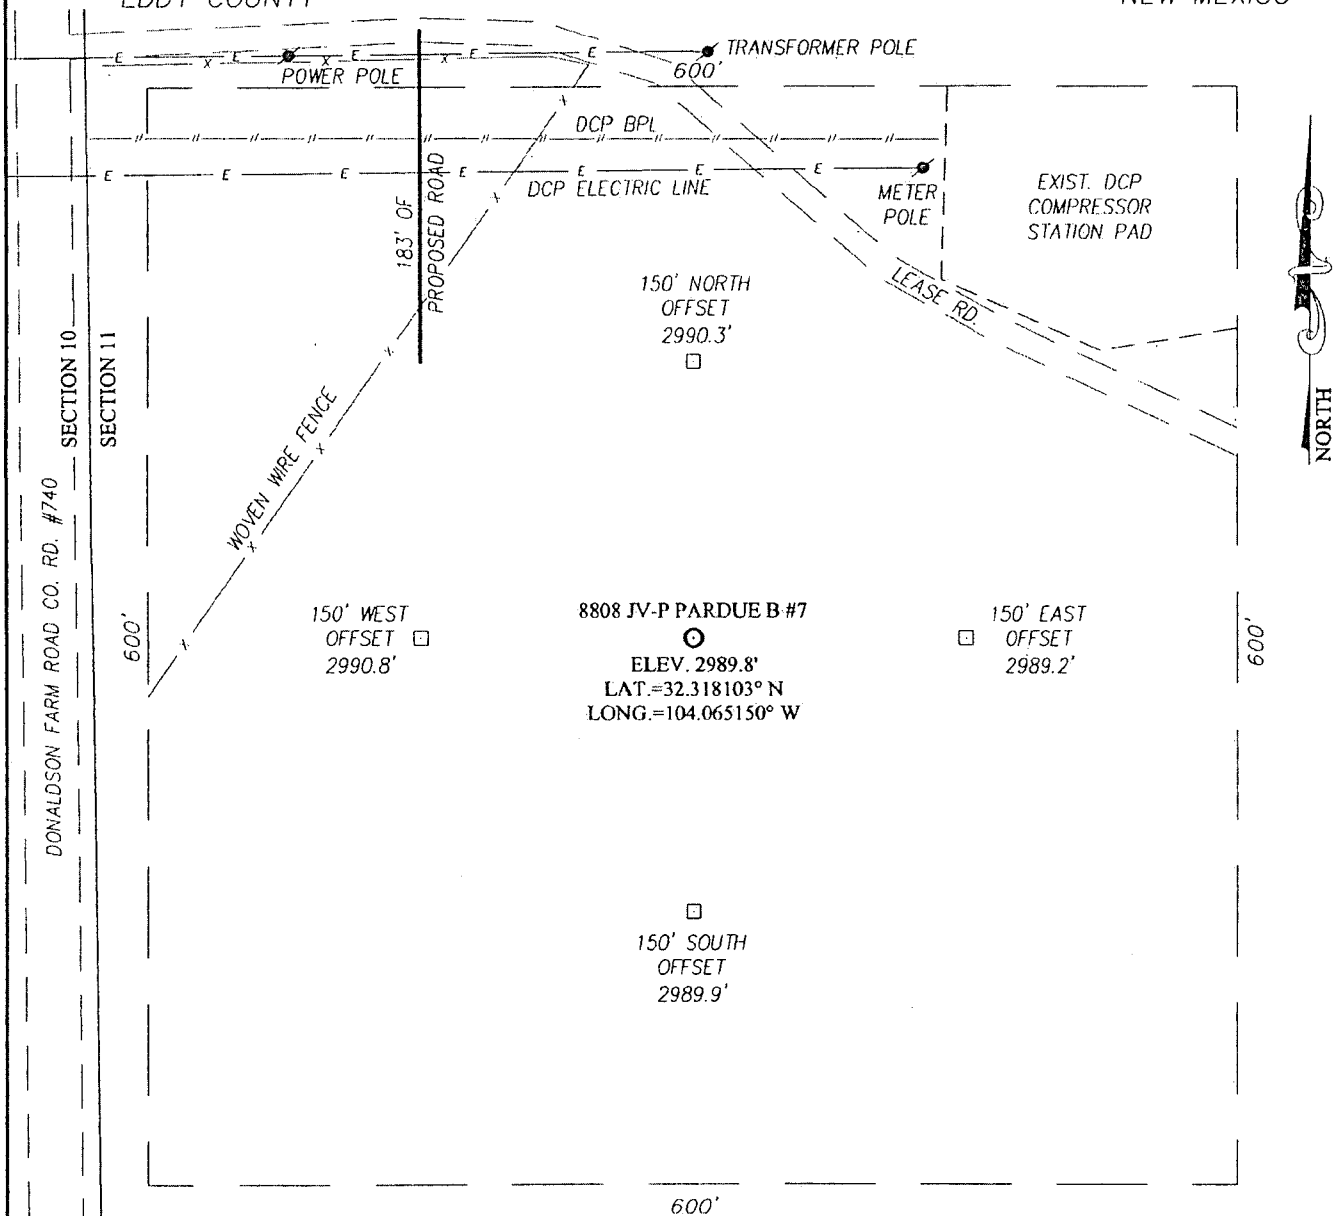 EDDY COUNTY
NEW MEXICO
E
E
E
E
E
TRANSFORMER POLE
X
X
X
POWER POLE
600'
X
DCP BPL
E
E
E
E
E
E
E
DCP ELECTRIC LINE
METER
POLE
EXIST. DCP
COMPRESSOR
STATION PAD
183' OF
PROPOSED ROAD
X
LEASE RD.
150' NORTH
OFFSET
2990.3'
SECTION 10
SECTION 11
X
X
WOVEN WIRE FENCE
X
X
NORTH
DONALDSON FARM ROAD CO. RD. #740
600'
150' WEST
OFFSET
2990.8'
8808 JV-P PARDUE B #7
ELEV. 2989.8'
LAT.=32.318103° N
LONG.=104.065150° W
150' EAST
OFFSET
2989.2'
600'
150' SOUTH
OFFSET
2989.9'
600'